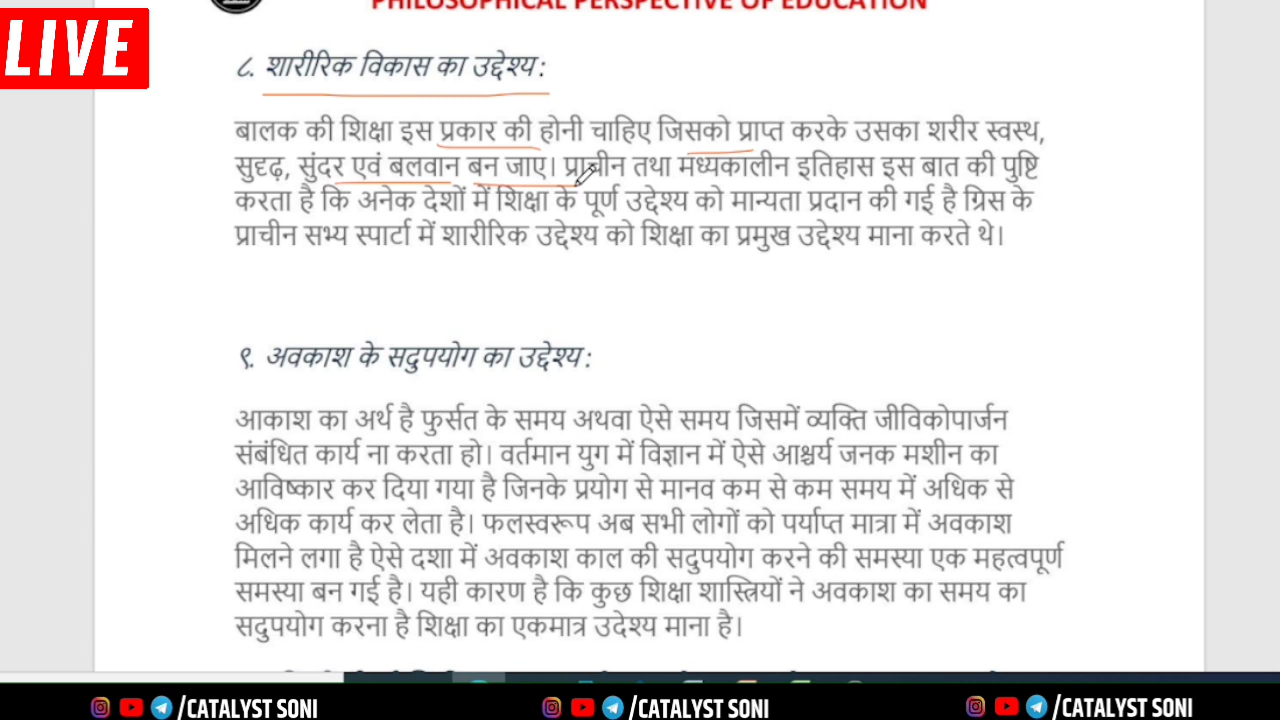 LIVE
PHILOSOPHICAL PERSPECTIVE OF EDUCATION
८. शारीरिक विकास का उद्देश्य:
बालक की शिक्षा इस प्रकार की होनी चाहिए जिसको प्राप्त करके उसका शरीर स्वस्थ,
सुदृढ़, सुंदर एवं बलवान बन जाए। प्राचीन तथा मध्यकालीन इतिहास इस बात की पुष्टि
करता है कि अनेक देशों में शिक्षा के पूर्ण उद्देश्य को मान्यता प्रदान की गई है ग्रिस के
प्राचीन सभ्य स्पार्टा में शारीरिक उद्देश्य को शिक्षा का प्रमुख उद्देश्य माना करते थे।
९. अवकाश के सदुपयोग का उद्देश्य:
आकाश का अर्थ है फुर्सत के समय अथवा ऐसे समय जिसमें व्यक्ति जीविकोपार्जन
संबंधित कार्य ना करता हो। वर्तमान युग में विज्ञान में ऐसे आश्चर्य जनक मशीन का
आविष्कार कर दिया गया है जिनके प्रयोग से मानव कम से कम समय में अधिक से
अधिक कार्य कर लेता है। फलस्वरूप अब सभी लोगों को पर्याप्त मात्रा में अवकाश
मिलने लगा है ऐसे दशा में अवकाश काल की सदुपयोग करने की समस्या एक महत्वपूर्ण
समस्या बन गई है। यही कारण है कि कुछ शिक्षा शास्त्रियों ने अवकाश का समय का
सदुपयोग करना है शिक्षा का एकमात्र उदेश्य माना है।
/CATALYST SONI /CATALYST SONI /CATALYST SONI